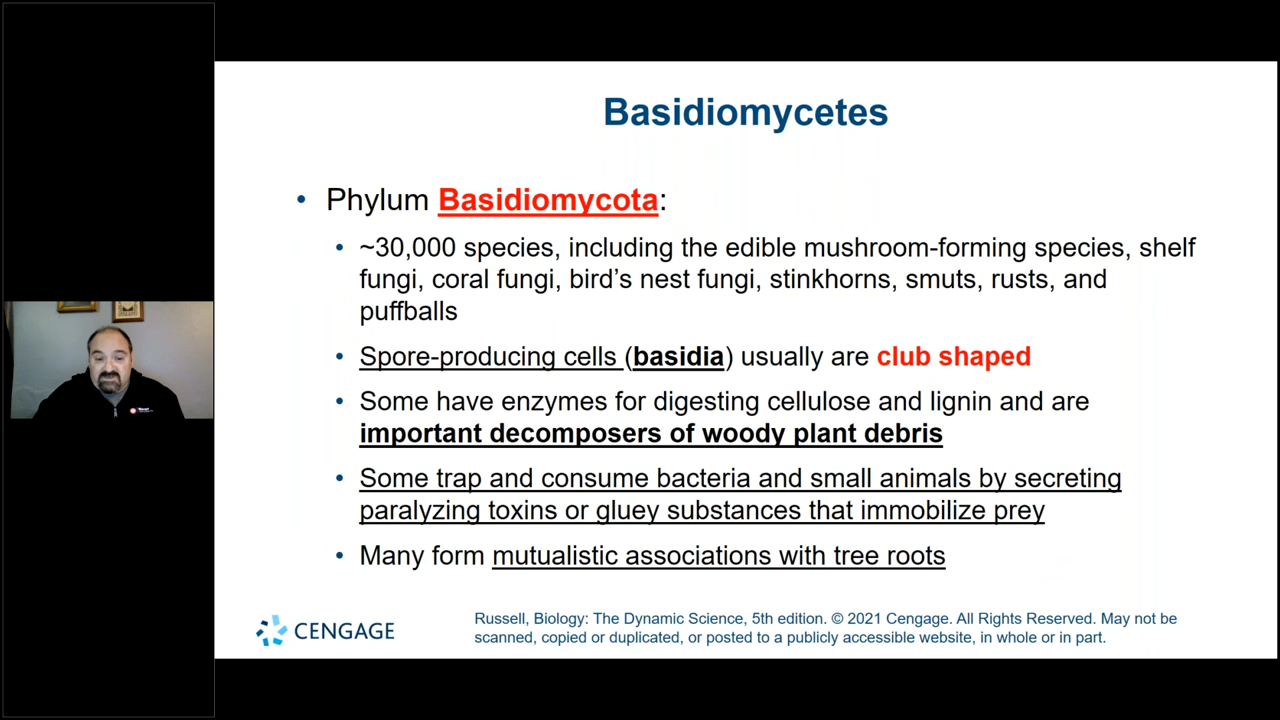 Basidiomycetes
• Phylum Basidiomycota:
• ~30,000 species, including the edible mushroom-forming species, shelf
fungi, coral fungi, bird's nest fungi, stinkhorns, smuts, rusts, and
puffballs
• Spore-producing cells (basidia) usually are club shaped
• Some have enzymes for digesting cellulose and lignin and are
important decomposers of woody plant debris
• Some trap and consume bacteria and small animals by secreting
paralyzing toxins or gluey substances that immobilize prey
• Many form mutualistic associations with tree roots
CENGAGE
Russell, Biology: The Dynamic Science, 5th edition. © 2021 Cengage. All Rights Reserved. May not be
scanned, copied or duplicated, or posted to a publicly accessible website, in whole or in part.